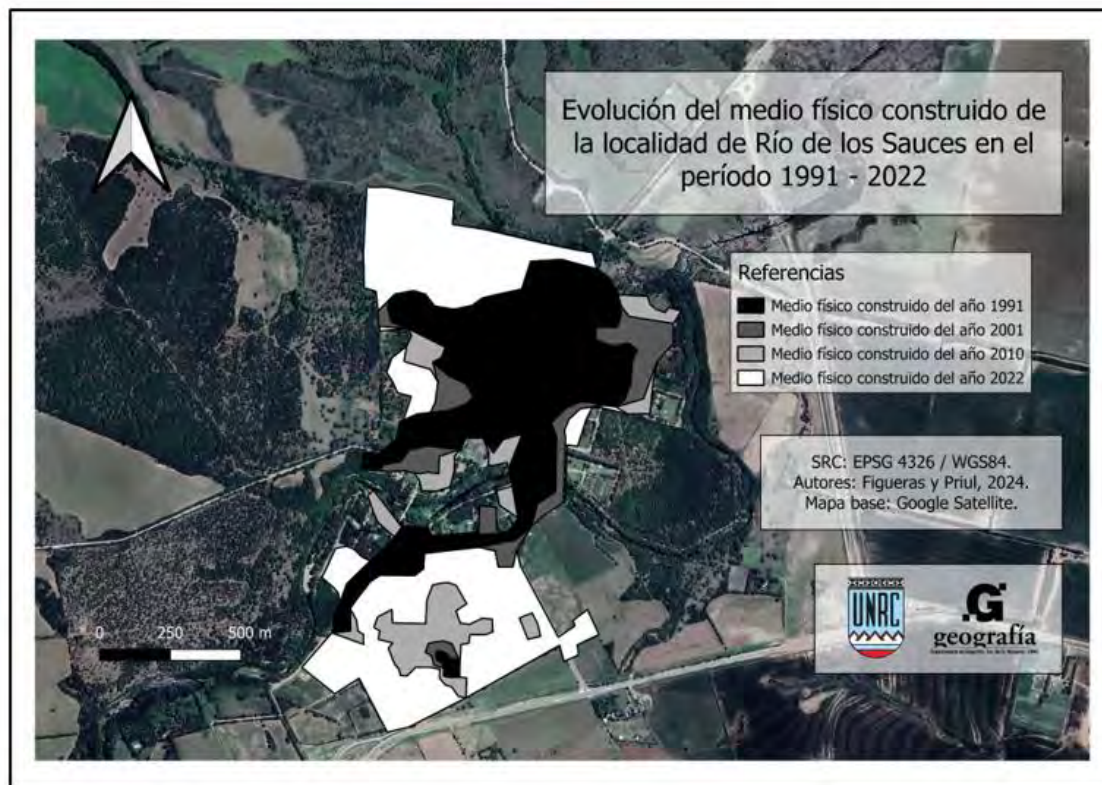 Evolución del medio físico construido de
la localidad de Río de los Sauces en el
período 1991 - 2022
Referencias
Medio físico construido del año 1991
Medio físico construido del año 2001
Medio físico construido del año 2010
Medio físico construido del año 2022
SRC: EPSG 4326 / WGS84.
Autores: Figueras y Priul, 2024.
Mapa base: Google Satellite.
UNRC
.G
geografía
0 250 500 m